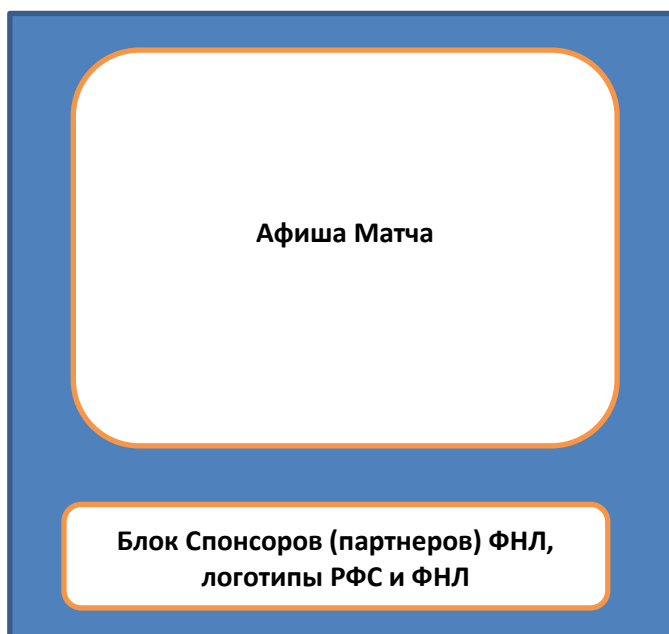 Афиша Матча
Блок Спонсоров (партнеров) ФНЛ,
логотипы РФС и ФНЛ